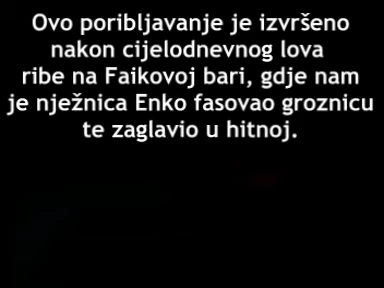 Ovo poribljavanje je izvršeno
nakon cijelodnevnog lova
ribe na Faikovoj bari, gdje nam
je nježnica Enko fasovao groznicu
te zaglavio u hitnoj.